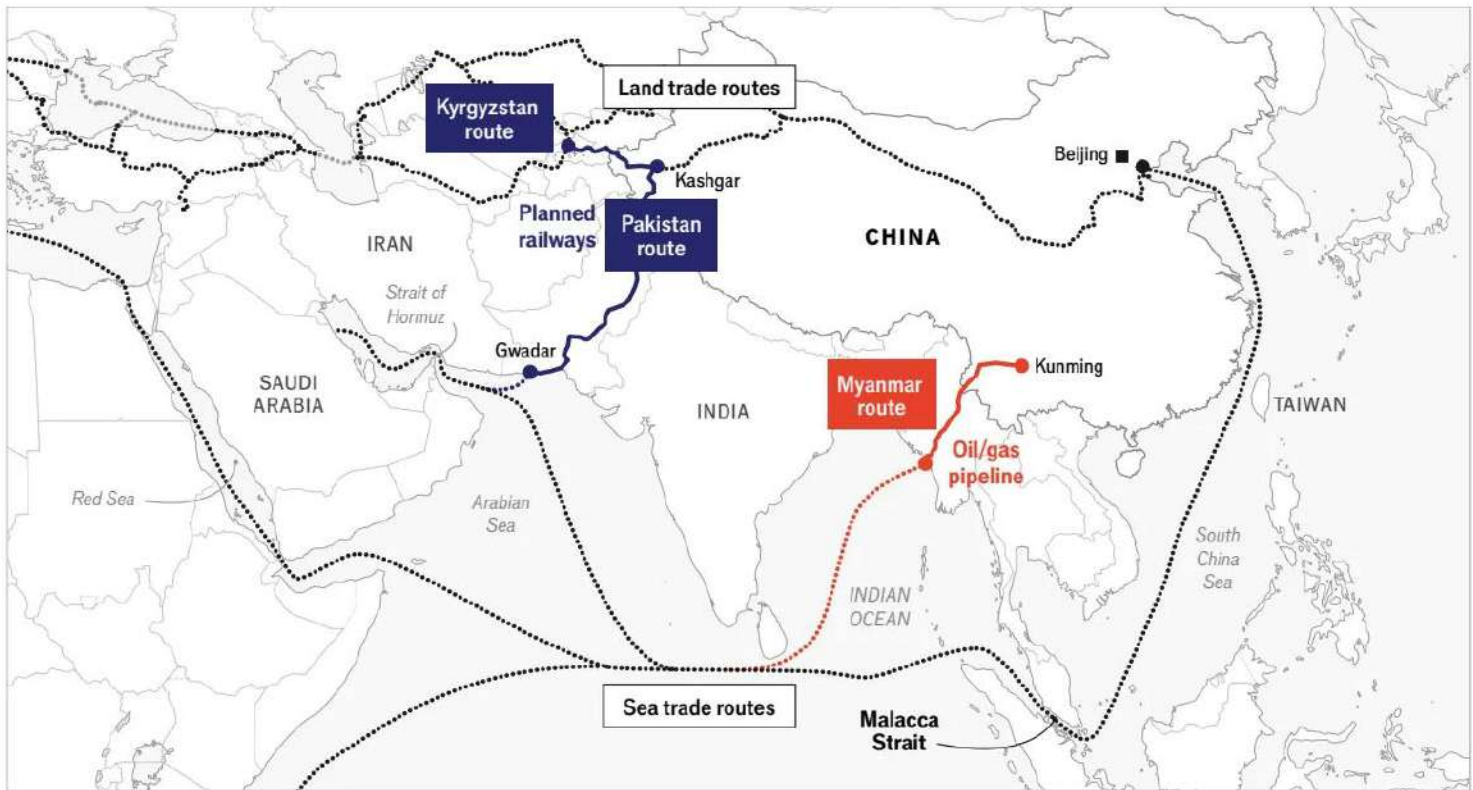 Land trade routes
Kyrgyzstan
route
Beijing
Kashgar
Planned
railways
Pakistan
route
CHINA
IRAN
Strait of
Hormuz
Gwadar
Kunming
SAUDI
ARABIA
INDIA
Myanmar
route
TAIWAN
Oil/gas
pipeline
Red Sea
Arabian
Sea
South
China
Sea
INDIAN
OCEAN
Sea trade routes
Malacca
Strait